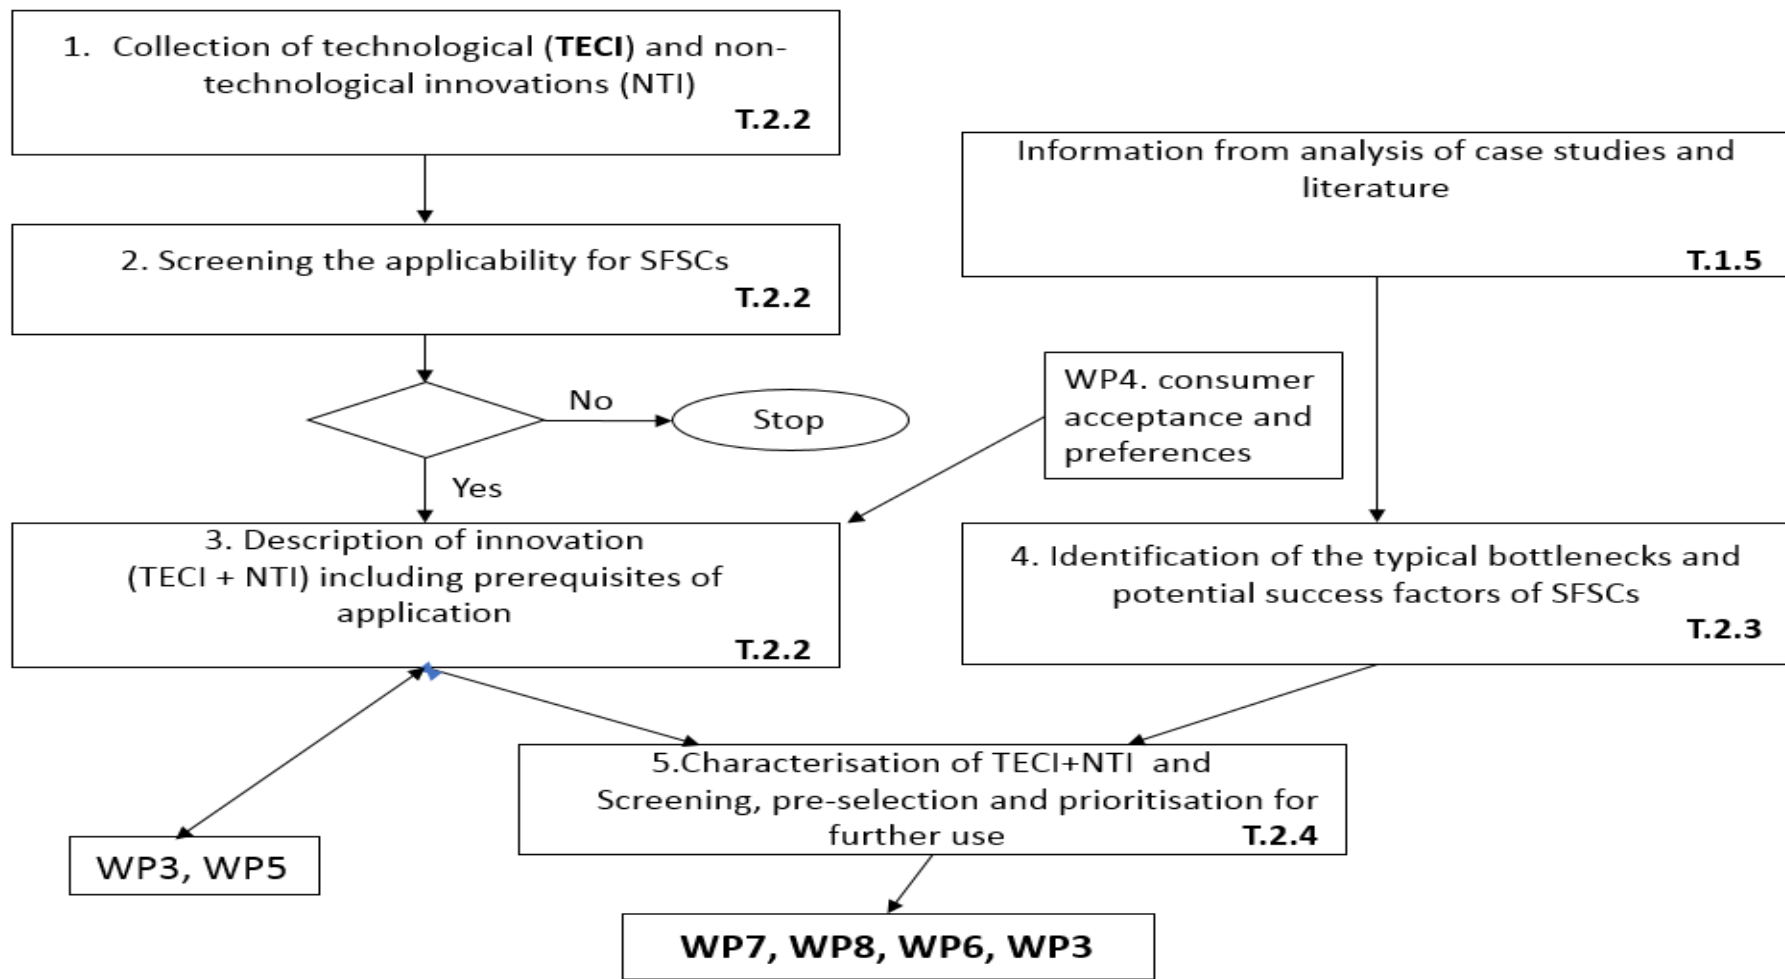 1. Collection of technological (TECI) and non-
technological innovations (NTI)
T.2.2
Information from analysis of case studies and
literature
T.1.5
2. Screening the applicability for SFSCs
T.2.2
No
Stop
WP4. consumer
acceptance and
preferences
Yes
3. Description of innovation
(TECI + NTI) including prerequisites of
application
T.2.2
4. Identification of the typical bottlenecks and
potential success factors of SFSCs
T.2.3
5.Characterisation of TECI+NTI and
Screening, pre-selection and prioritisation for
further use T.2.4
WP3, WP5
WP7, WP8, WP6, WP3